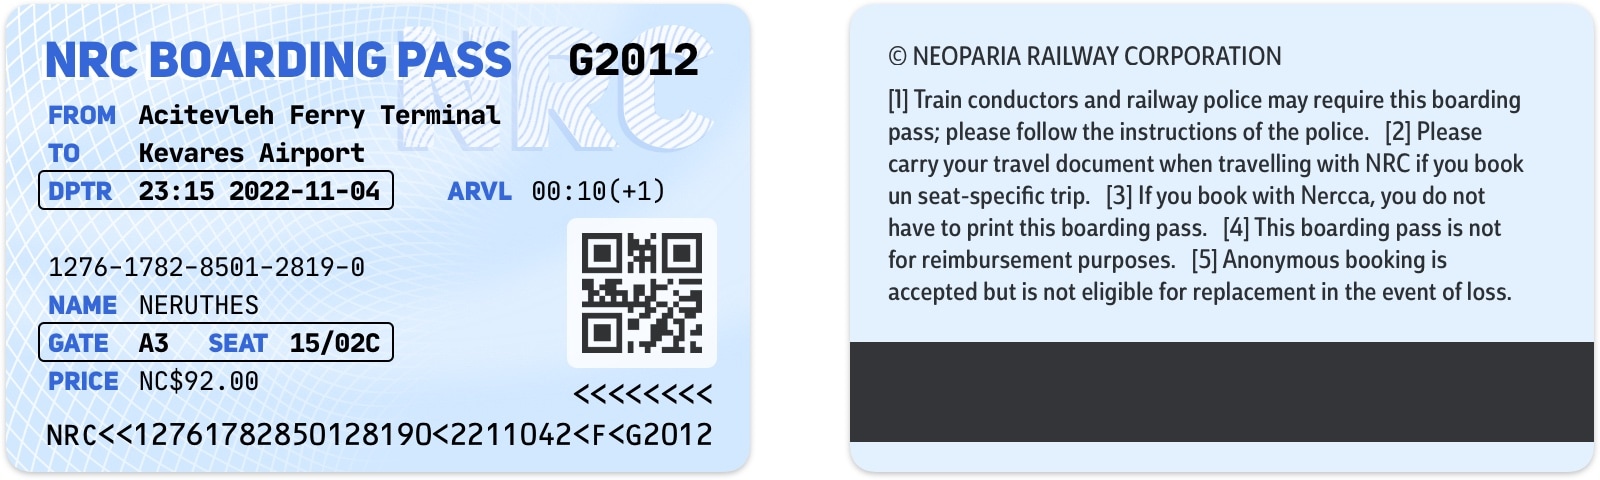 NRC BOARDING PASS G2012
NRC
FROM Acitevleh Ferry Terminal
TO Kevares Airport
DPTR 23:15 2022-11-04 ARVL 00:10(+1)
1276-1782-8501-2819-0
NAME NERUTHES
GATE A3 SEAT 15/02C
PRICE NC$92.00
<<<<<<<<
NRC<<12761782850128190<2211042<F<G2012
© NEOPARIA RAILWAY CORPORATION
[1] Train conductors and railway police may require this boarding
pass; please follow the instructions of the police. [2] Please
carry your travel document when travelling with NRC if you book
un seat-specific trip. [3] If you book with Nercca, you do not
have to print this boarding pass. [4] This boarding pass is not
for reimbursement purposes. [5] Anonymous booking is
accepted but is not eligible for replacement in the event of loss.